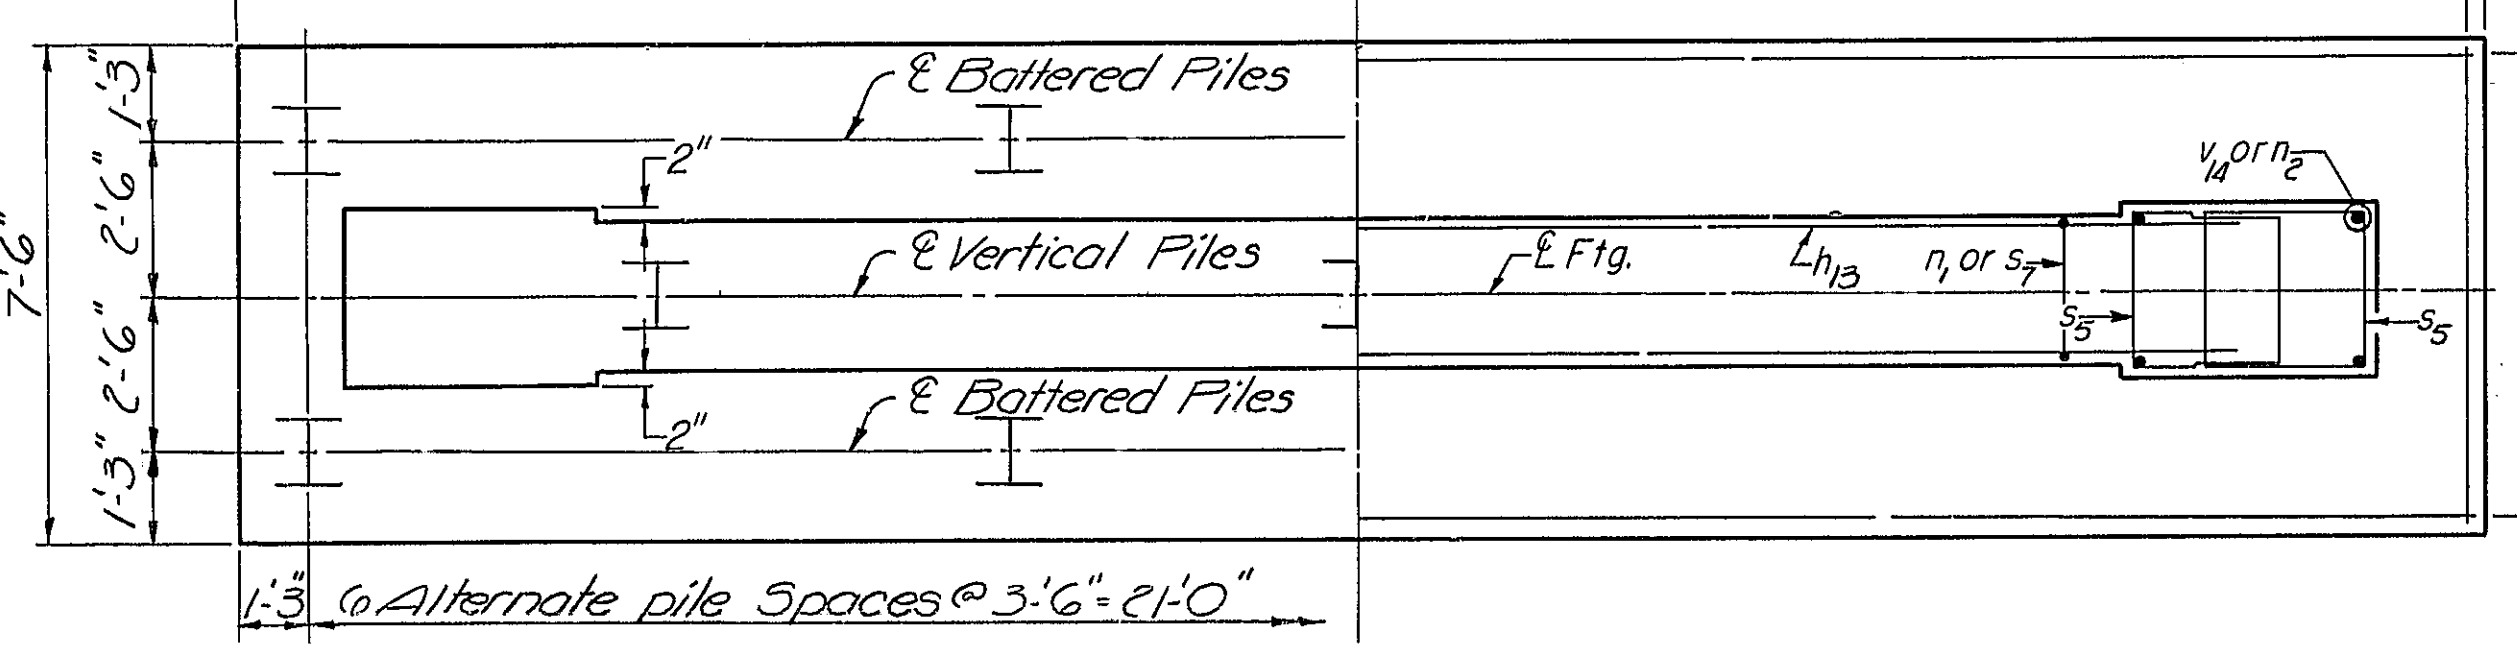 7'-6"
1'-3"
2'-6"
2'-6"
1'-3"
℄ Battered Piles
2"
v14 or n2
℄ Vertical Piles
℄ Ftg.
h13
n1 or s7
s5
s5
℄ Battered Piles
2"
1'-3"
6 Alternate pile Spaces @ 3'-6" = 21'-0"